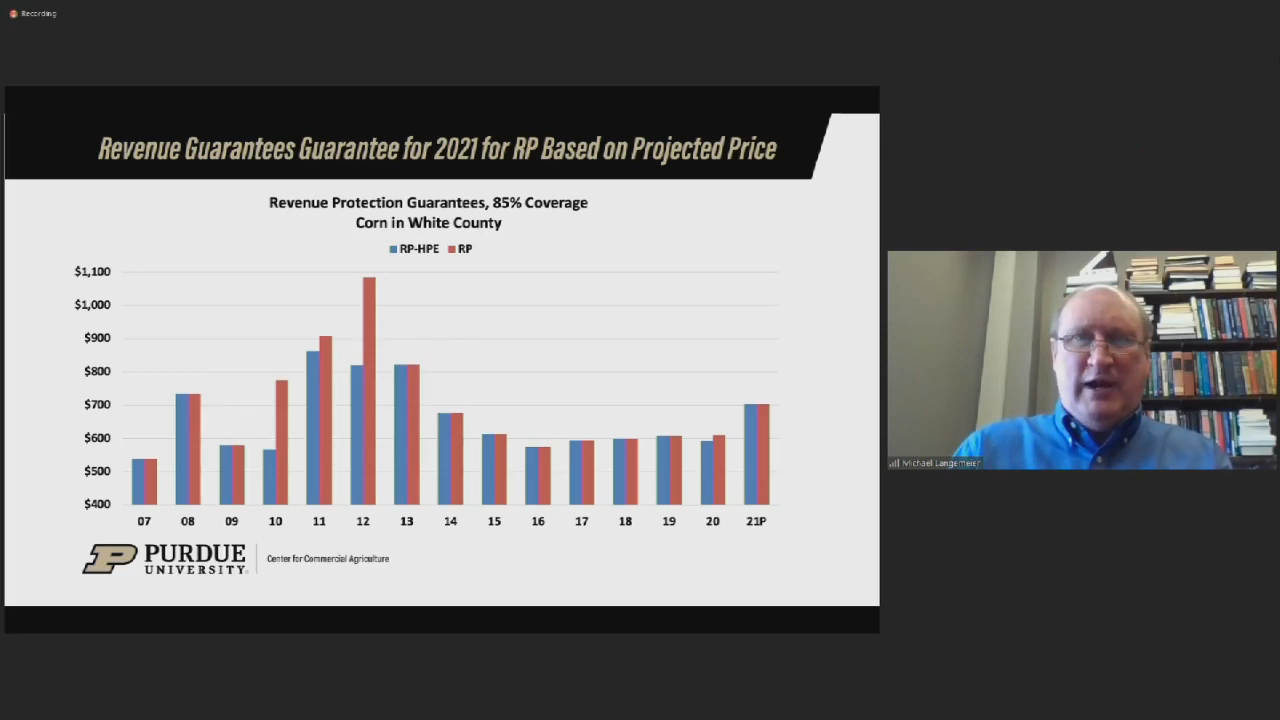 Recording
Revenue Guarantees Guarantee for 2021 for RP Based on Projected Price
Revenue Protection Guarantees, 85% Coverage
Corn in White County
RP-HPE RP
$1,100
$1,000
$900
$800
$700
$600
$500
$400
07 08 09 10 11 12 13 14 15 16 17 18 19 20 21P
PURDUE
UNIVERSITY®
Center for Commercial Agriculture
Michael Langemeier